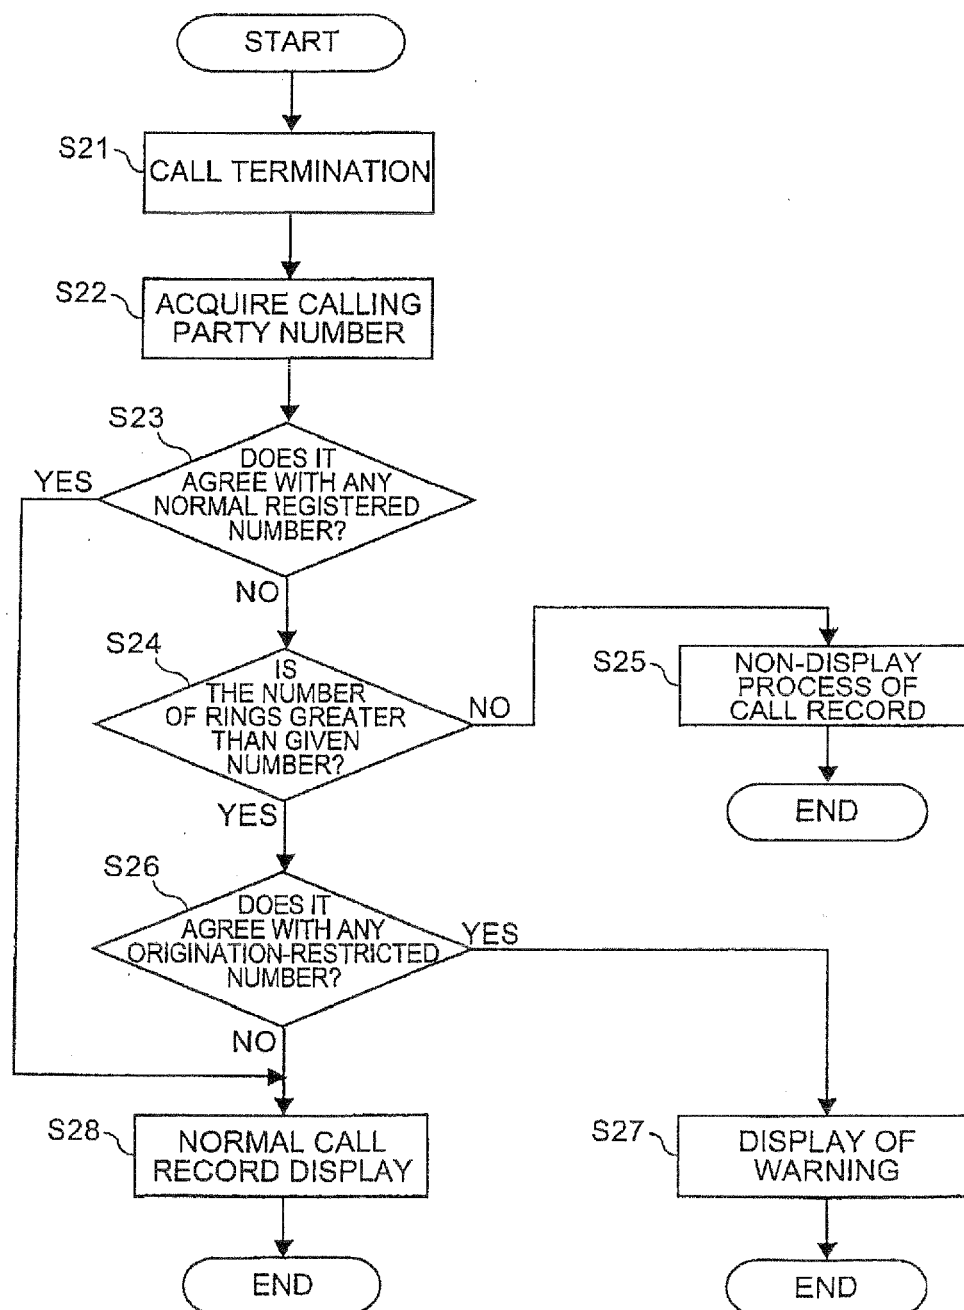 START
S21
CALL TERMINATION
S22
ACQUIRE CALLING
PARTY NUMBER
S23
DOES IT
AGREE WITH ANY
NORMAL REGISTERED
NUMBER?
YES
NO
S24
IS
THE NUMBER
OF RINGS GREATER
THAN GIVEN
NUMBER?
NO
YES
S25
NON-DISPLAY
PROCESS OF
CALL RECORD
END
S26
DOES IT
AGREE WITH ANY
ORIGINATION-RESTRICTED
NUMBER?
YES
NO
S28
NORMAL CALL
RECORD DISPLAY
END
S27
DISPLAY OF
WARNING
END